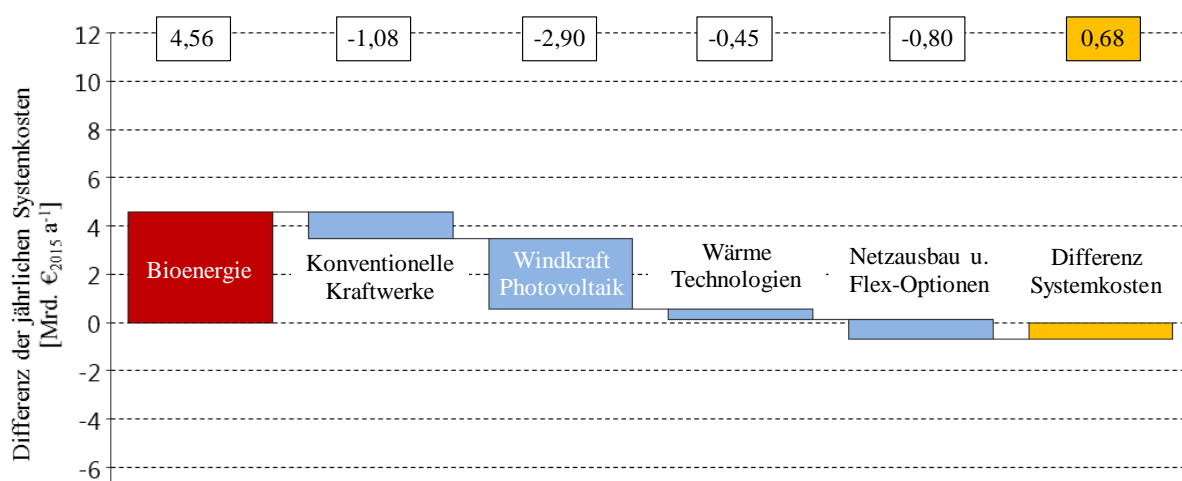 4,56 -1,08 -2,90 -0,45 -0,80 0,68
Differenz der jährlichen Systemkosten
[Mrd. €2015 a-1]
12
10
8
6
4
2
0
-2
-4
-6
Bioenergie
Konventionelle
Kraftwerke
Windkraft
Photovoltaik
Wärme
Technologien
Netzausbau u.
Flex-Optionen
Differenz
Systemkosten